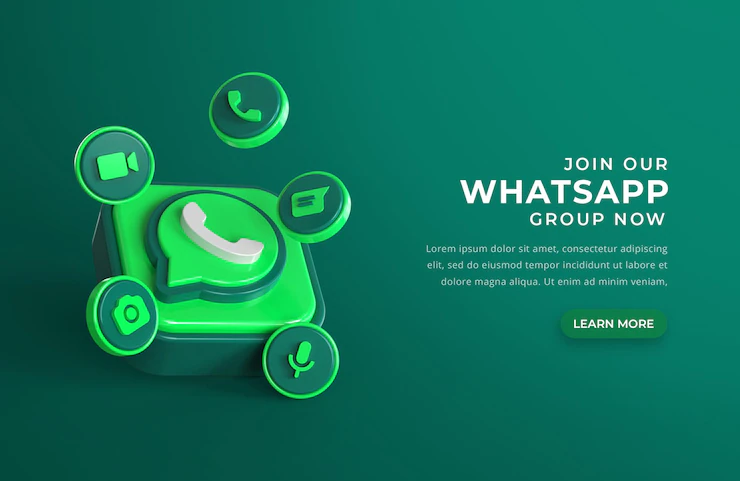 JOIN OUR
WHATSAPP
GROUP NOW
Lorem ipsum dolor sit amet, consectetur adipiscing
elit, sed do eiusmod tempor incididunt ut labore et
dolore magna aliqua. Ut enim ad minim veniam,
LEARN MORE